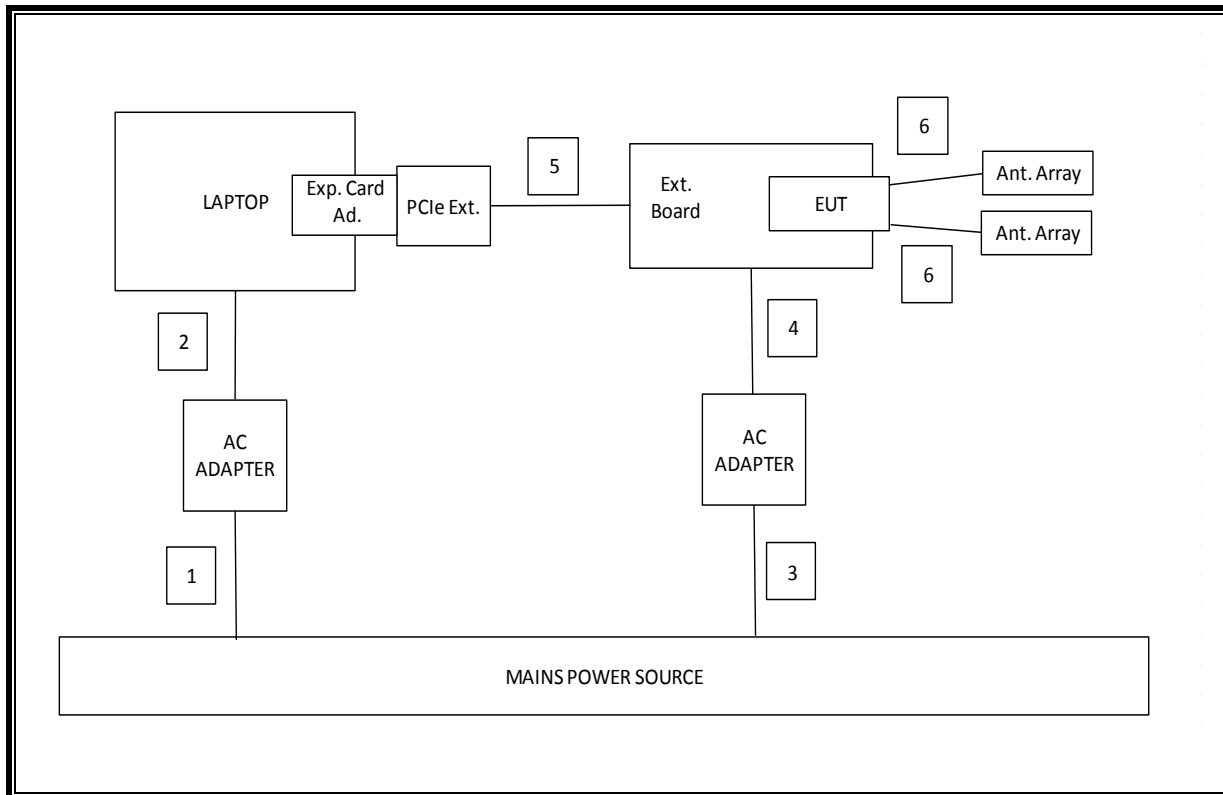 6
5
LAPTOP
Exp. Card
Ad.
PCIe Ext.
Ext.
Board
EUT
Ant. Array
Ant. Array
6
2
4
AC
ADAPTER
AC
ADAPTER
1
3
MAINS POWER SOURCE